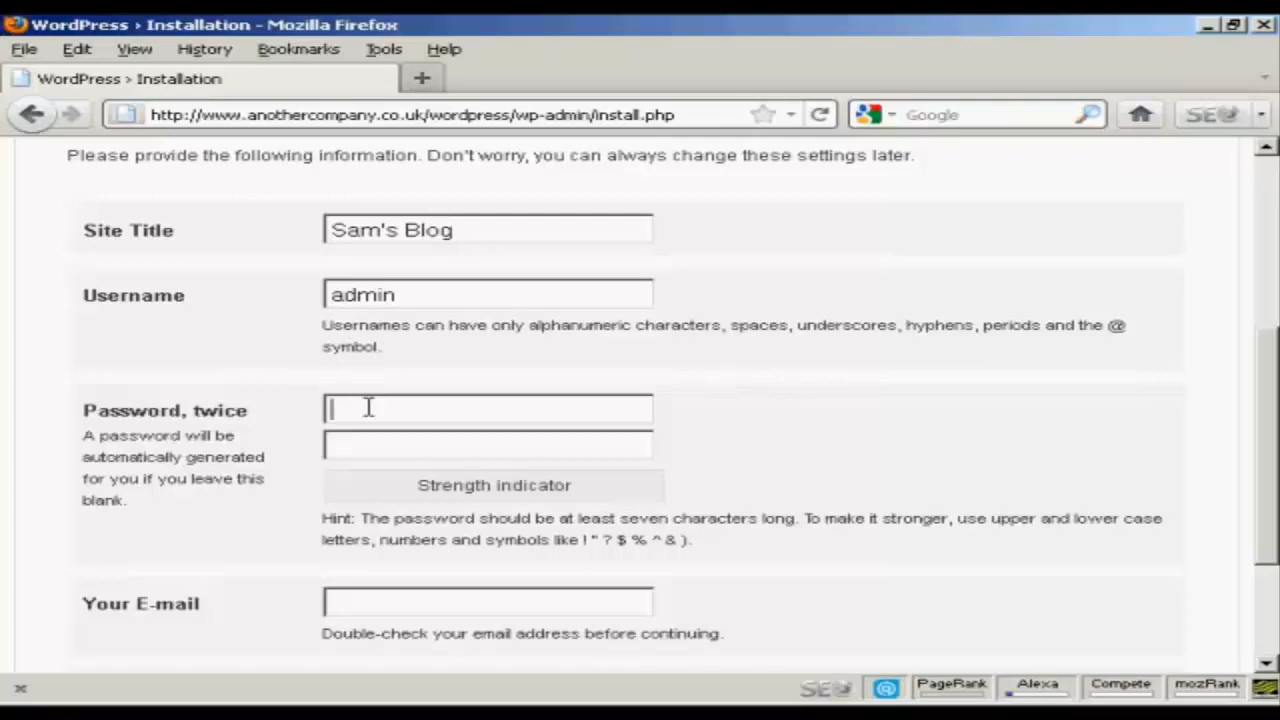 WordPress › Installation - Mozilla Firefox
File Edit View History Bookmarks Tools Help
WordPress › Installation
http://www.anothercompany.co.uk/wordpress/wp-admin/install.php Google
Please provide the following information. Don't worry, you can always change these settings later.
Site Title Sam's Blog
Username admin
Usernames can have only alphanumeric characters, spaces, underscores, hyphens, periods and the @
symbol.
Password, twice
A password will be
automatically generated
for you if you leave this
blank.
Strength indicator
Hint: The password should be at least seven characters long. To make it stronger, use upper and lower case
letters, numbers and symbols like ! " ? $ % ^ & ).
Your E-mail
Double-check your email address before continuing.
PageRank Alexa Compete mozRank